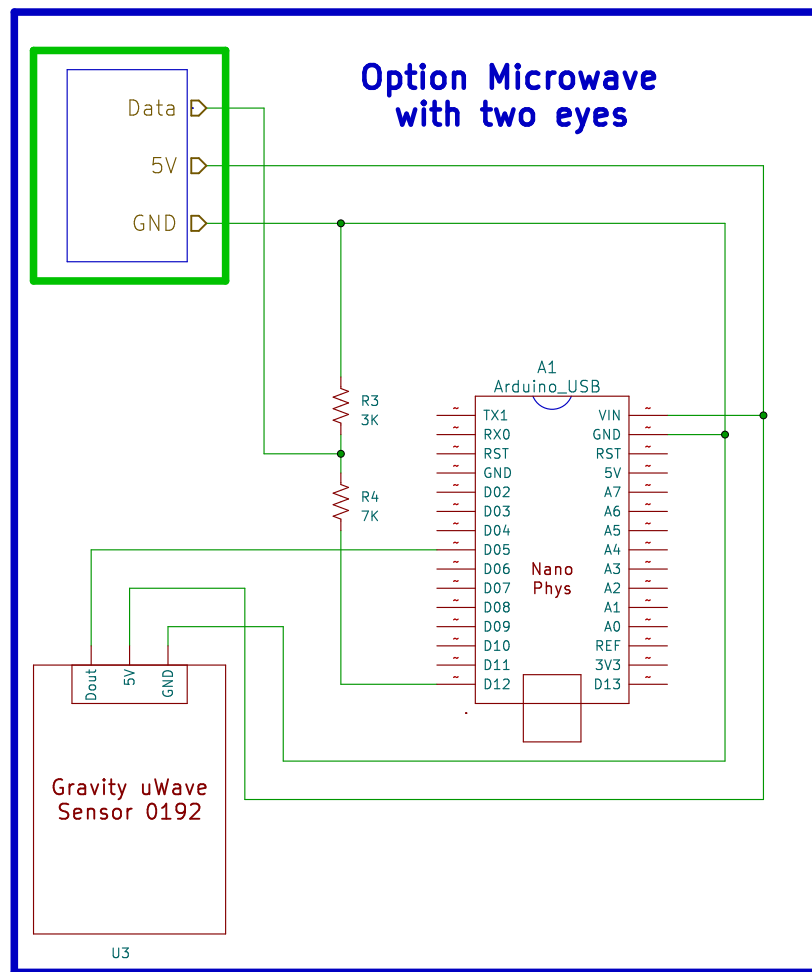 Option Microwave
with two eyes
Data
5V
GND
A1
Arduino_USB
R3
3K
R4
7K
~ TX1
~ RX0
~ RST
~ GND
~ D02
~ D03
~ D04
~ D05
~ D06
~ D07
~ D08
~ D09
~ D10
~ D11
~ D12
VIN ~
GND ~
RST ~
5V ~
A7 ~
A6 ~
A5 ~
A4 ~
A3 ~
A2 ~
A1 ~
A0 ~
REF ~
3V3 ~
D13 ~
Nano
Phys
Dout
5V
GND
Gravity uWave
Sensor 0192
U3